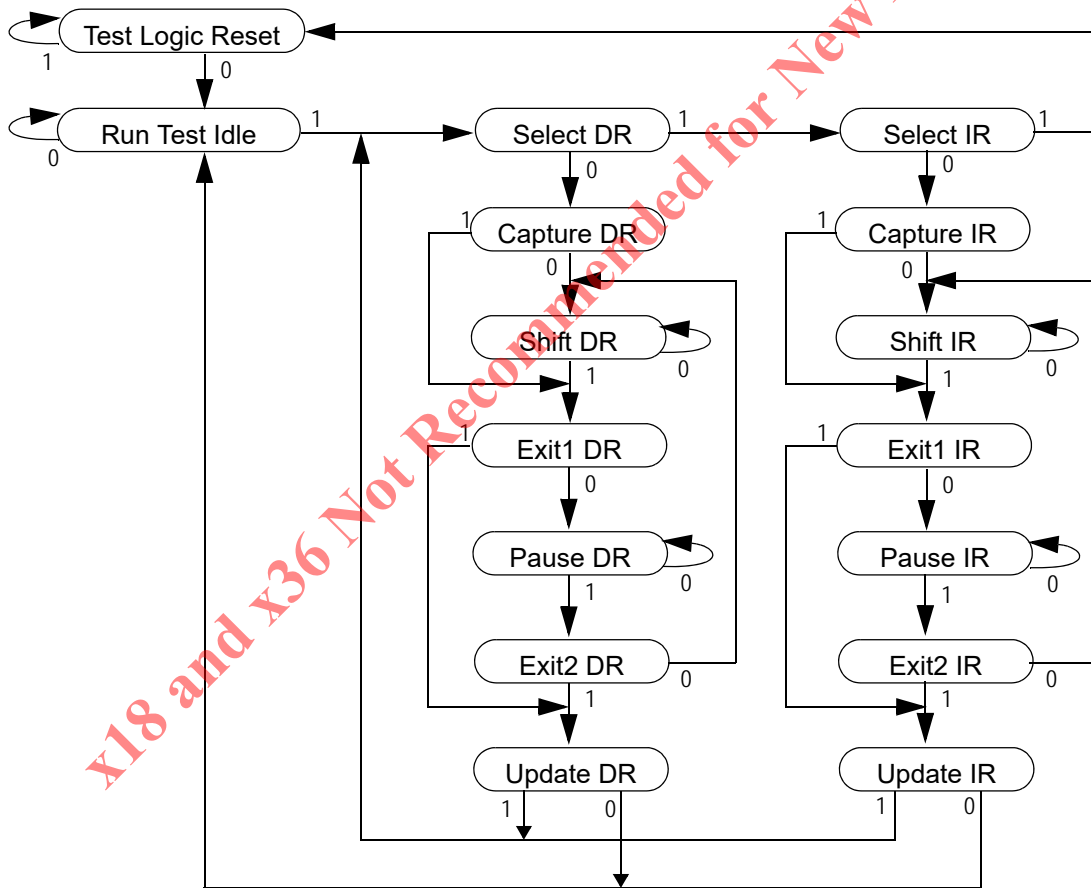 Test Logic Reset
1
0
Run Test Idle
0
1
Select DR
1
0
Select IR
1
0
1
Capture DR
0
1
Capture IR
0
Shift DR
0
1
Shift IR
0
1
1
Exit1 DR
0
1
Exit1 IR
0
Pause DR
0
1
Pause IR
0
1
Exit2 DR
0
1
Exit2 IR
0
1
Update DR
1
0
Update IR
1
0
x18 and x36 Not Recommended for New